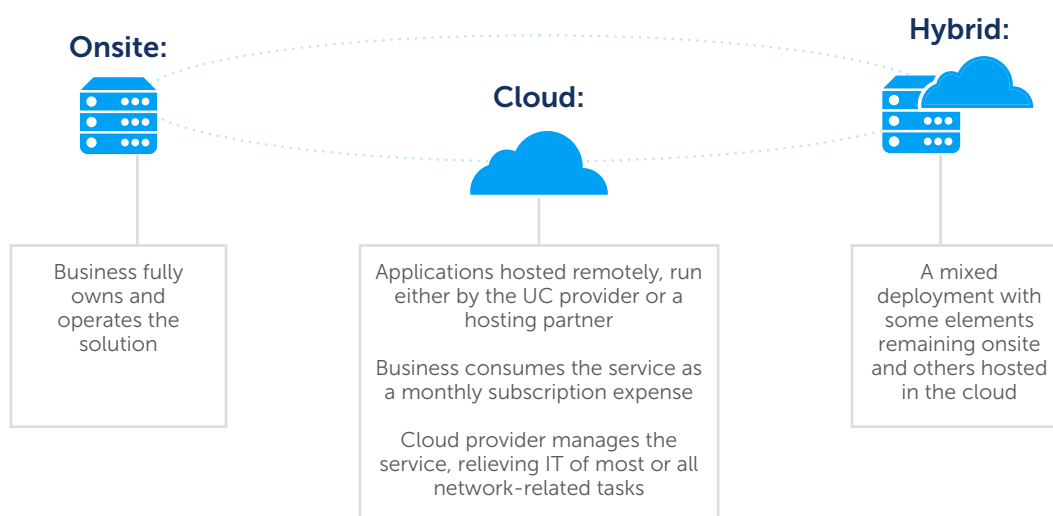 Onsite:
Business fully
owns and
operates the
solution
Cloud:
Applications hosted remotely, run
either by the UC provider or a
hosting partner
Business consumes the service as
a monthly subscription expense
Cloud provider manages the
service, relieving IT of most or all
network-related tasks
Hybrid:
A mixed
deployment with
some elements
remaining onsite
and others hosted
in the cloud